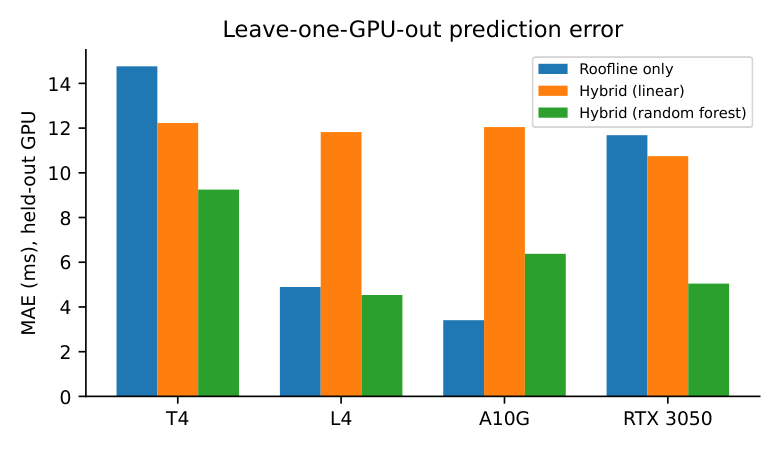 Leave-one-GPU-out prediction error
MAE (ms), held-out GPU
14
12
10
8
6
4
2
0
Roofline only
Hybrid (linear)
Hybrid (random forest)
T4
L4
A10G
RTX 3050